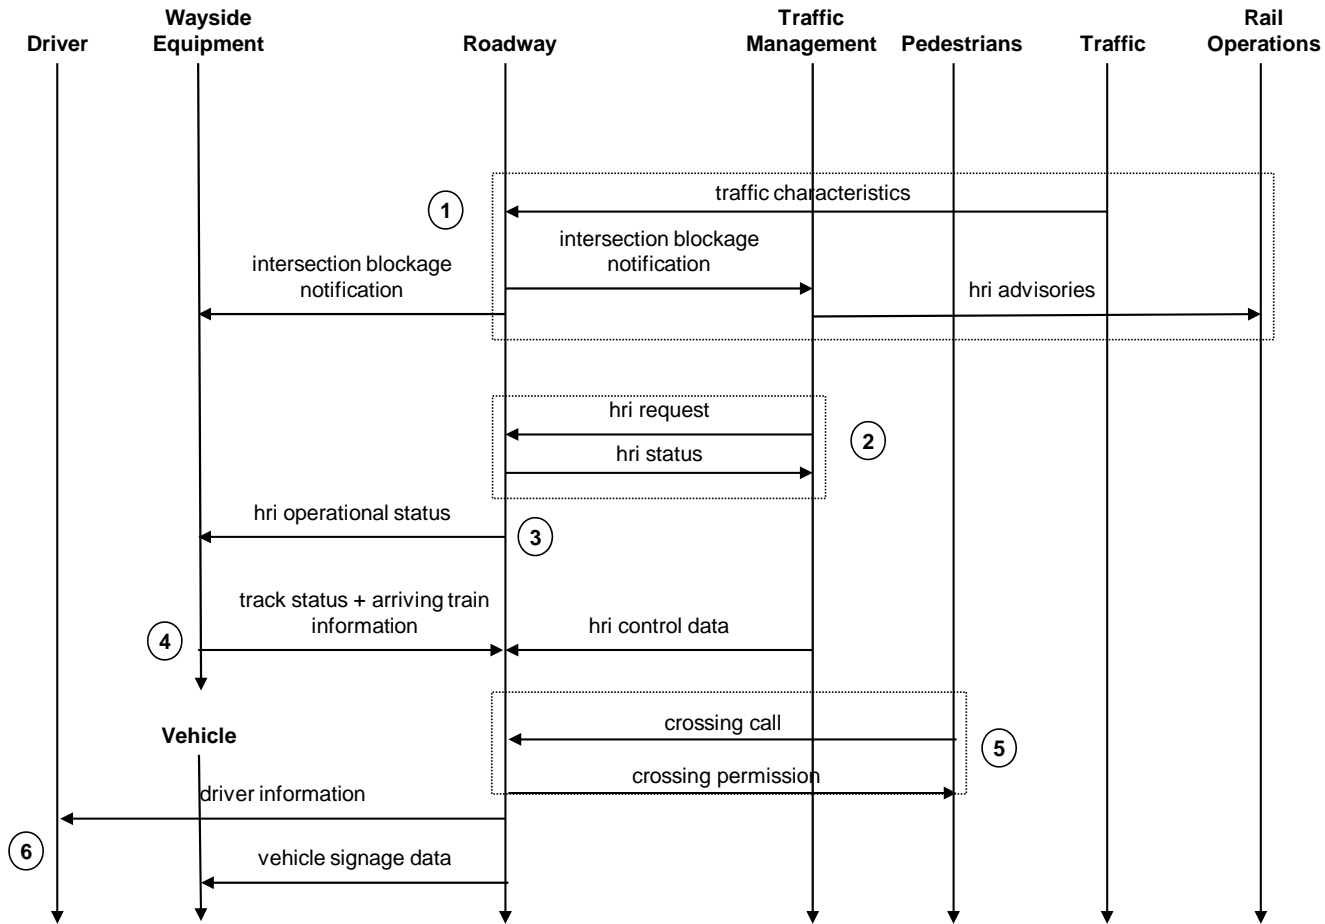 Driver
Wayside
Equipment
Roadway
Traffic
Management
Pedestrians
Traffic
Rail
Operations
traffic characteristics
1
intersection blockage
notification
intersection blockage
notification
hri advisories
hri request
2
hri status
hri operational status
3
track status + arriving train
information
4
hri control data
Vehicle
crossing call
5
crossing permission
driver information
6
vehicle signage data